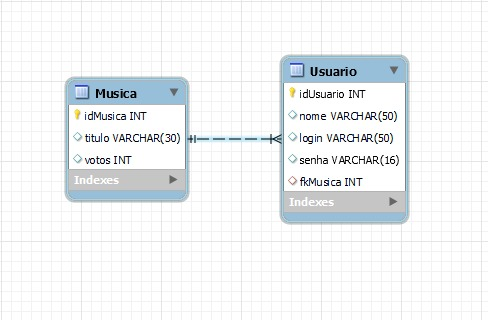 Musica
idMusica INT
titulo VARCHAR(30)
votos INT
Indexes
Usuario
idUsuario INT
nome VARCHAR(50)
login VARCHAR(50)
senha VARCHAR(16)
fkMusica INT
Indexes